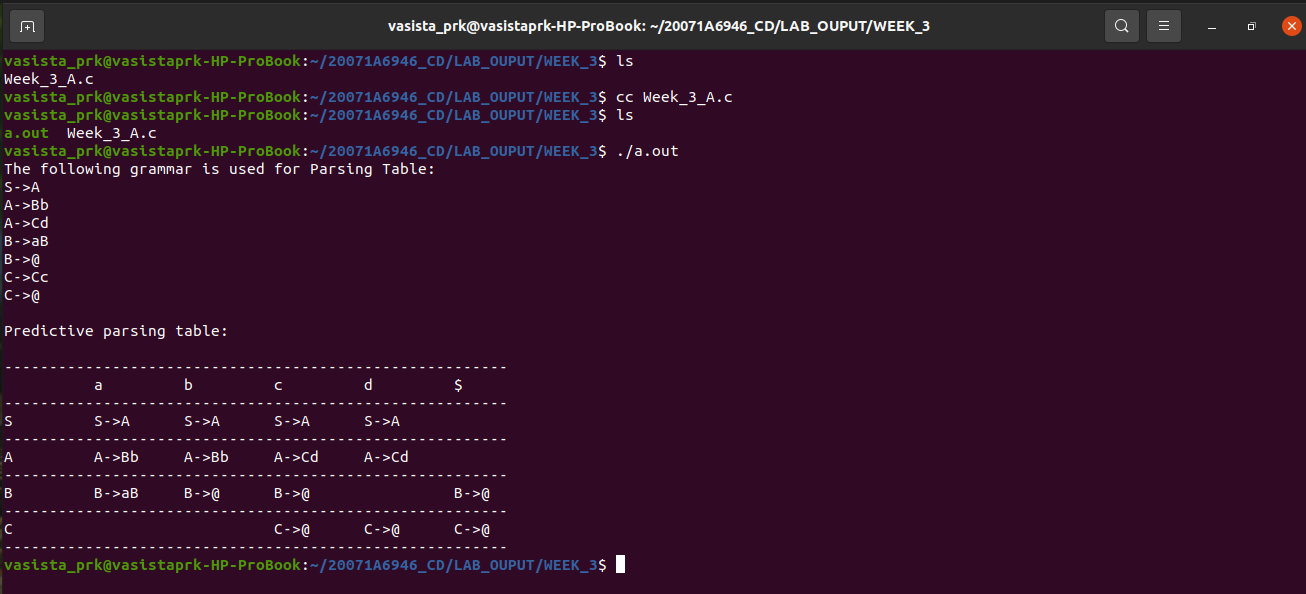 vasista_prk@vasistaprk-HP-ProBook: ~/20071A6946_CD/LAB_OUPUT/WEEK_3
vasista_prk@vasistaprk-HP-ProBook:~/20071A6946_CD/LAB_OUPUT/WEEK_3$ ls
Week_3_A.c
vasista_prk@vasistaprk-HP-ProBook:~/20071A6946_CD/LAB_OUPUT/WEEK_3$ cc Week_3_A.c
vasista_prk@vasistaprk-HP-ProBook:~/20071A6946_CD/LAB_OUPUT/WEEK_3$ ls
a.out  Week_3_A.c
vasista_prk@vasistaprk-HP-ProBook:~/20071A6946_CD/LAB_OUPUT/WEEK_3$ ./a.out
The following grammar is used for Parsing Table:
S->A
A->Bb
A->Cd
B->aB
B->@
C->Cc
C->@
Predictive parsing table:
--------------------------------------------------------
          a         b         c         d         $
--------------------------------------------------------
S         S->A      S->A      S->A      S->A
--------------------------------------------------------
A         A->Bb     A->Bb     A->Cd     A->Cd
--------------------------------------------------------
B         B->aB     B->@      B->@                B->@
--------------------------------------------------------
C                             C->@      C->@      C->@
--------------------------------------------------------
vasista_prk@vasistaprk-HP-ProBook:~/20071A6946_CD/LAB_OUPUT/WEEK_3$